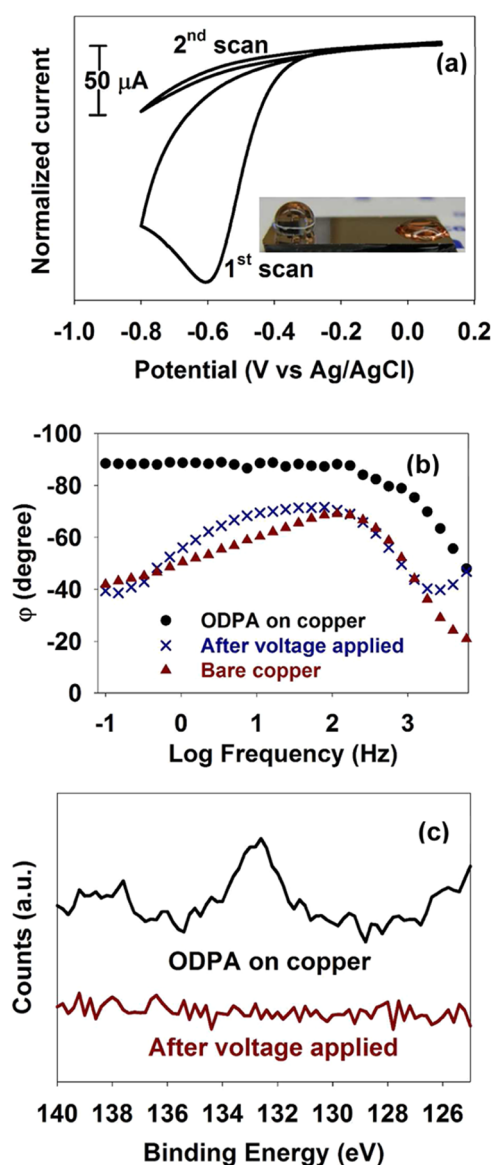 2nd scan
(a)
50 μA
Normalized current
1st scan
-1.0 -0.8 -0.6 -0.4 -0.2 0.0 0.2
Potential (V vs Ag/AgCl)
-100
(b)
-80
-60
-40
-20
0
φ (degree)
ODPA on copper
After voltage applied
Bare copper
-1 0 1 2 3
Log Frequency (Hz)
(c)
Counts (a.u.)
ODPA on copper
After voltage applied
140 138 136 134 132 130 128 126
Binding Energy (eV)